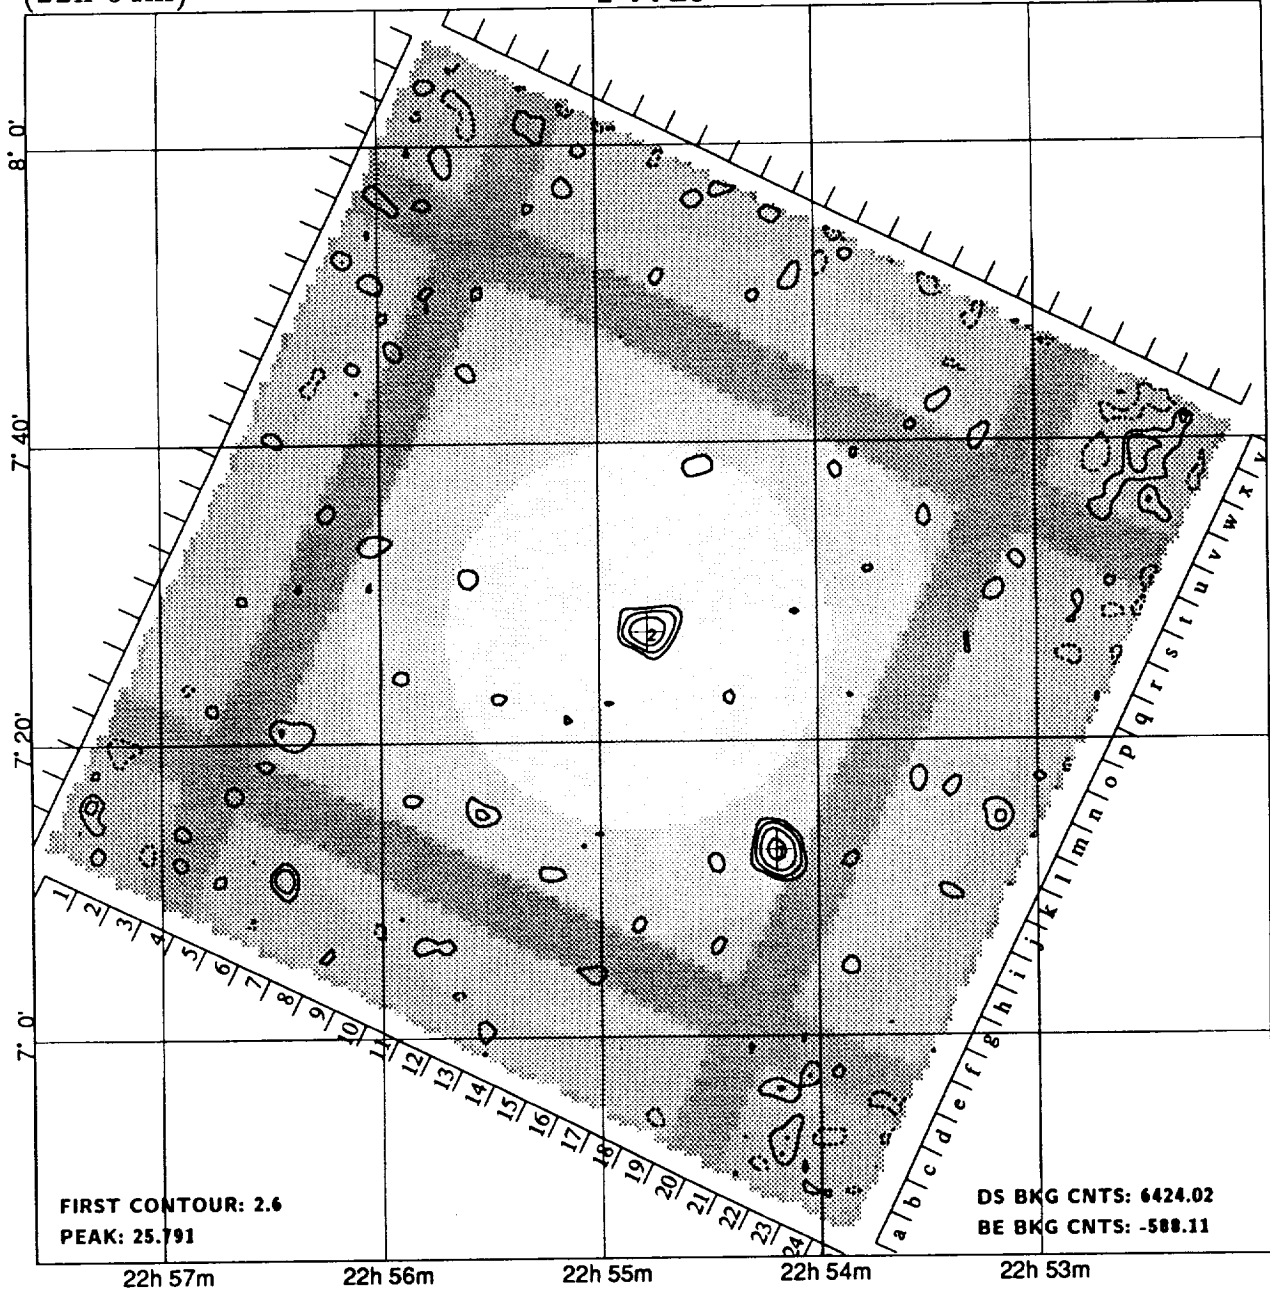 8° 0'
7° 40'
7° 20'
7° 0'
1 2 3 4 5 6 7 8 9 10 11 12 13 14 15 16 17 18 19 20 21 22 23 24
a b c d e f g h i j k l m n o p q r s t u v w x y
2
FIRST CONTOUR: 2.6
PEAK: 25.791
DS BKG CNTS: 6424.02
BE BKG CNTS: -588.11
22h 57m 22h 56m 22h 55m 22h 54m 22h 53m